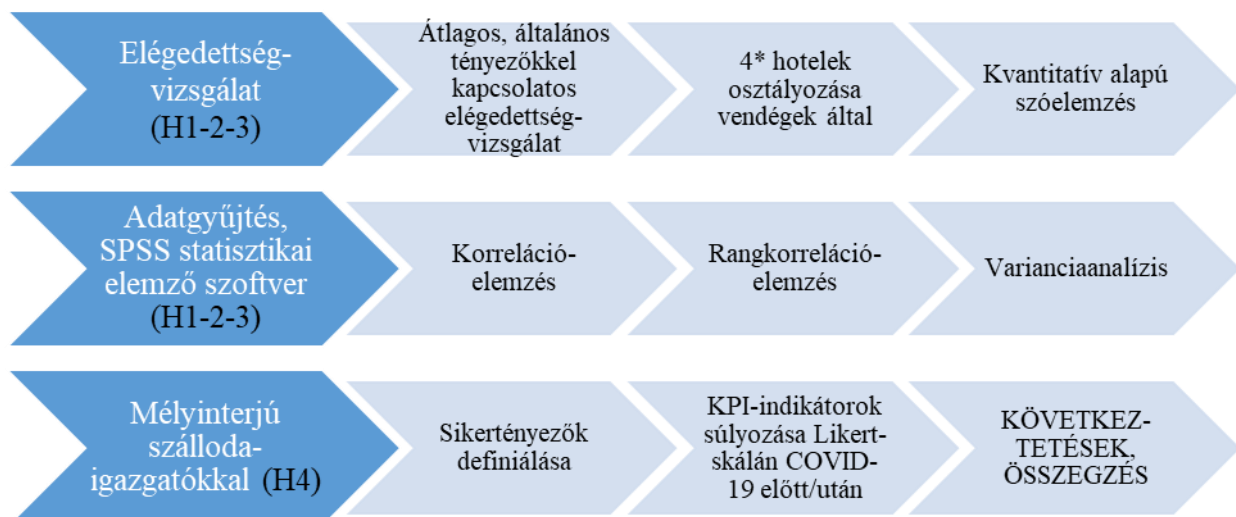 Elégedettség-
vizsgálat
(H1-2-3)
Átlagos, általános
tényezőkkel
kapcsolatos
elégedettség-
vizsgálat
4* hotelek
osztályozása
vendégek által
Kvantitatív alapú
szóelemzés
Adatgyűjtés,
SPSS statisztikai
elemző szoftver
(H1-2-3)
Korreláció-
elemzés
Rangkorreláció-
elemzés
Varianciaanalízis
Mélyinterjú
szálloda-
igazgatókkal (H4)
Sikertényezők
definiálása
KPI-indikátorok
súlyozása Likert-
skálán COVID-
19 előtt/után
KÖVETKEZ-
TETÉSEK,
ÖSSZEGZÉS